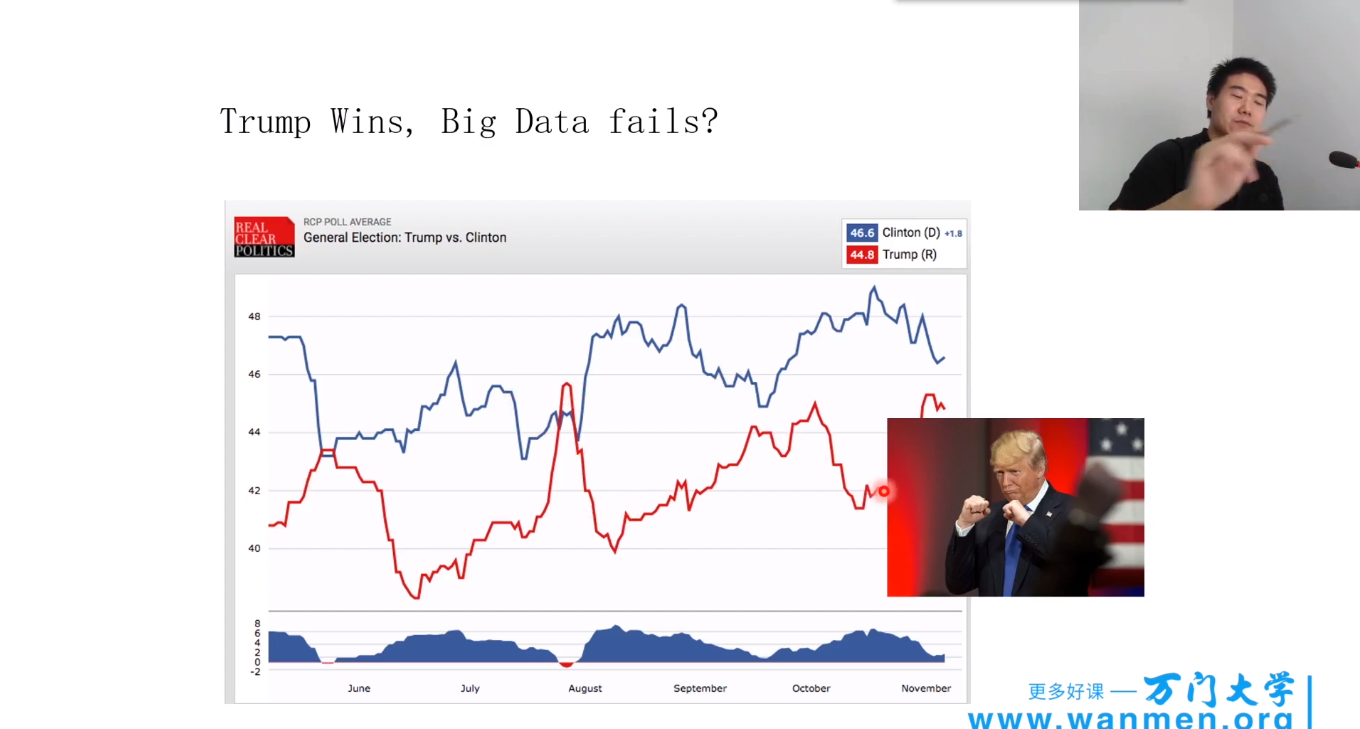 Trump Wins, Big Data fails?
REAL
CLEAR
POLITICS
RCP POLL AVERAGE
General Election: Trump vs. Clinton
46.6 Clinton (D) +1.8
44.8 Trump (R)
48
46
44
42
40
8
6
4
2
0
-2
June July August September October November
更多好课 — 万门大学
www.wanmen.org